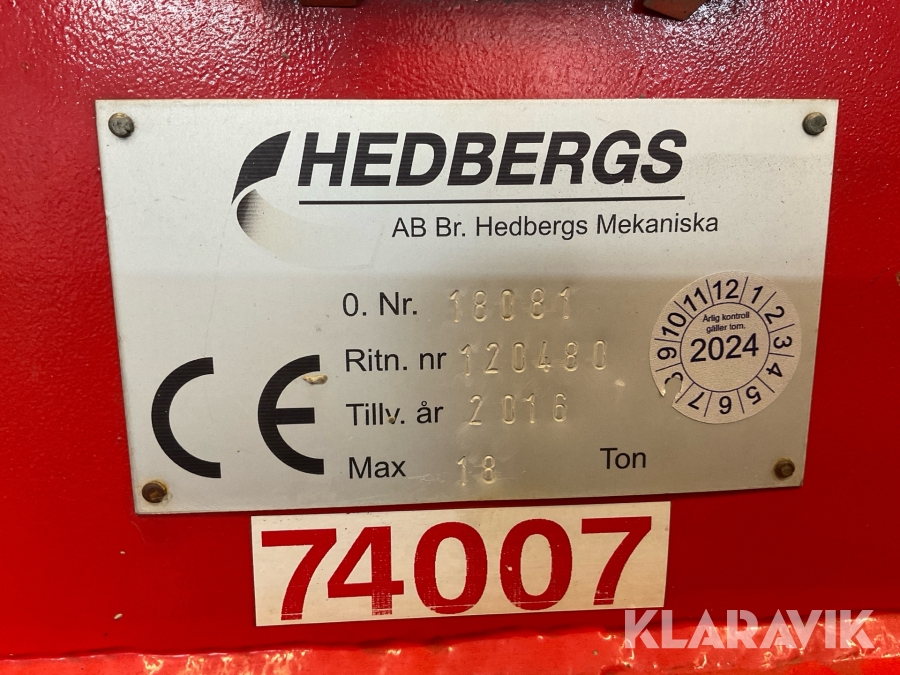 HEDBERGS
AB Br. Hedbergs Mekaniska
0. Nr. 18081
Ritn. nr 120480
Tillv. år 2016
Max 18 Ton
CE
1 2 3 4 5 6 7 8 9 10 11 12
Årlig kontroll
gäller tom.
2024
74007
KLARAVIK